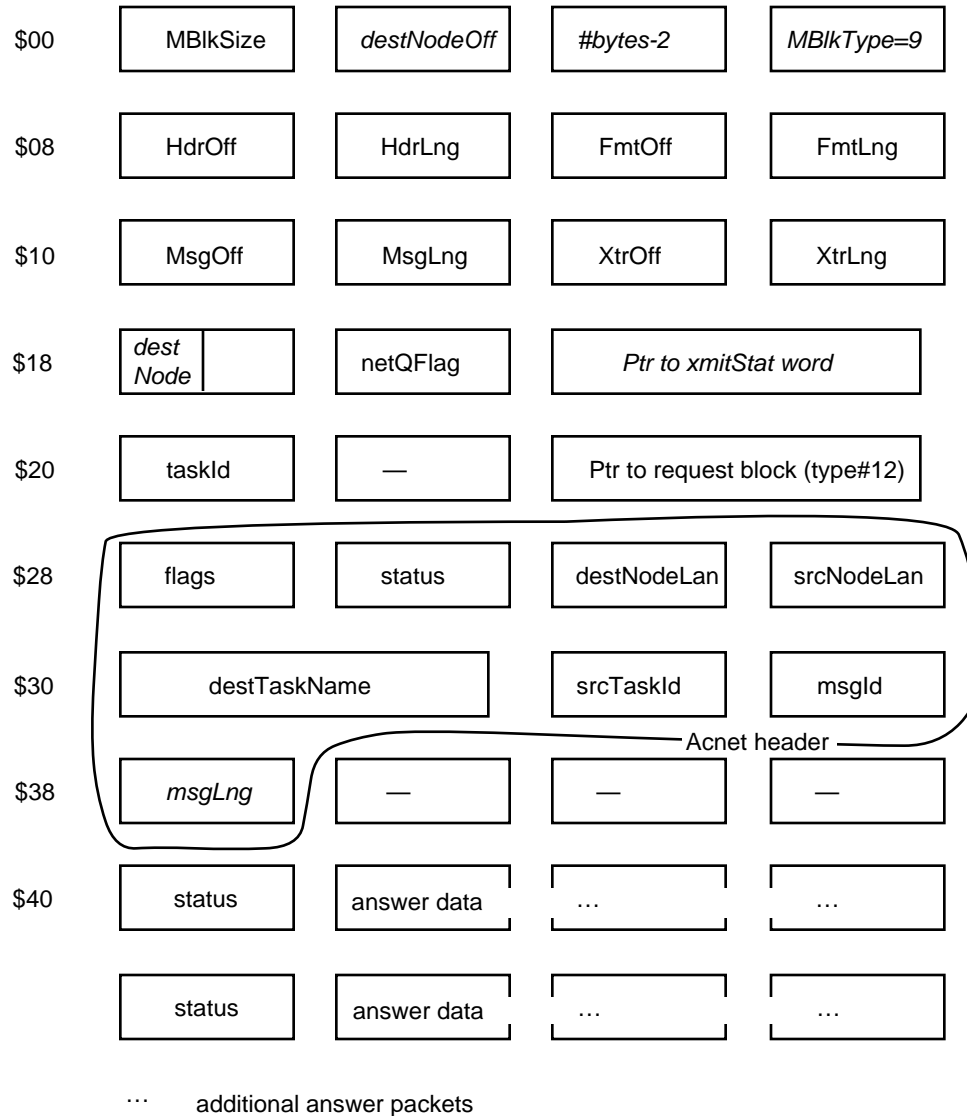 $00 MBlkSize destNodeOff #bytes-2 MBlkType=9
$08 HdrOff HdrLng FmtOff FmtLng
$10 MsgOff MsgLng XtrOff XtrLng
$18 dest Node netQFlag Ptr to xmitStat word
$20 taskId — Ptr to request block (type#12)
$28 flags status destNodeLan srcNodeLan
$30 destTaskName srcTaskId msgId
Acnet header
$38 msgLng — — —
$40 status answer data … …
status answer data … …
… additional answer packets